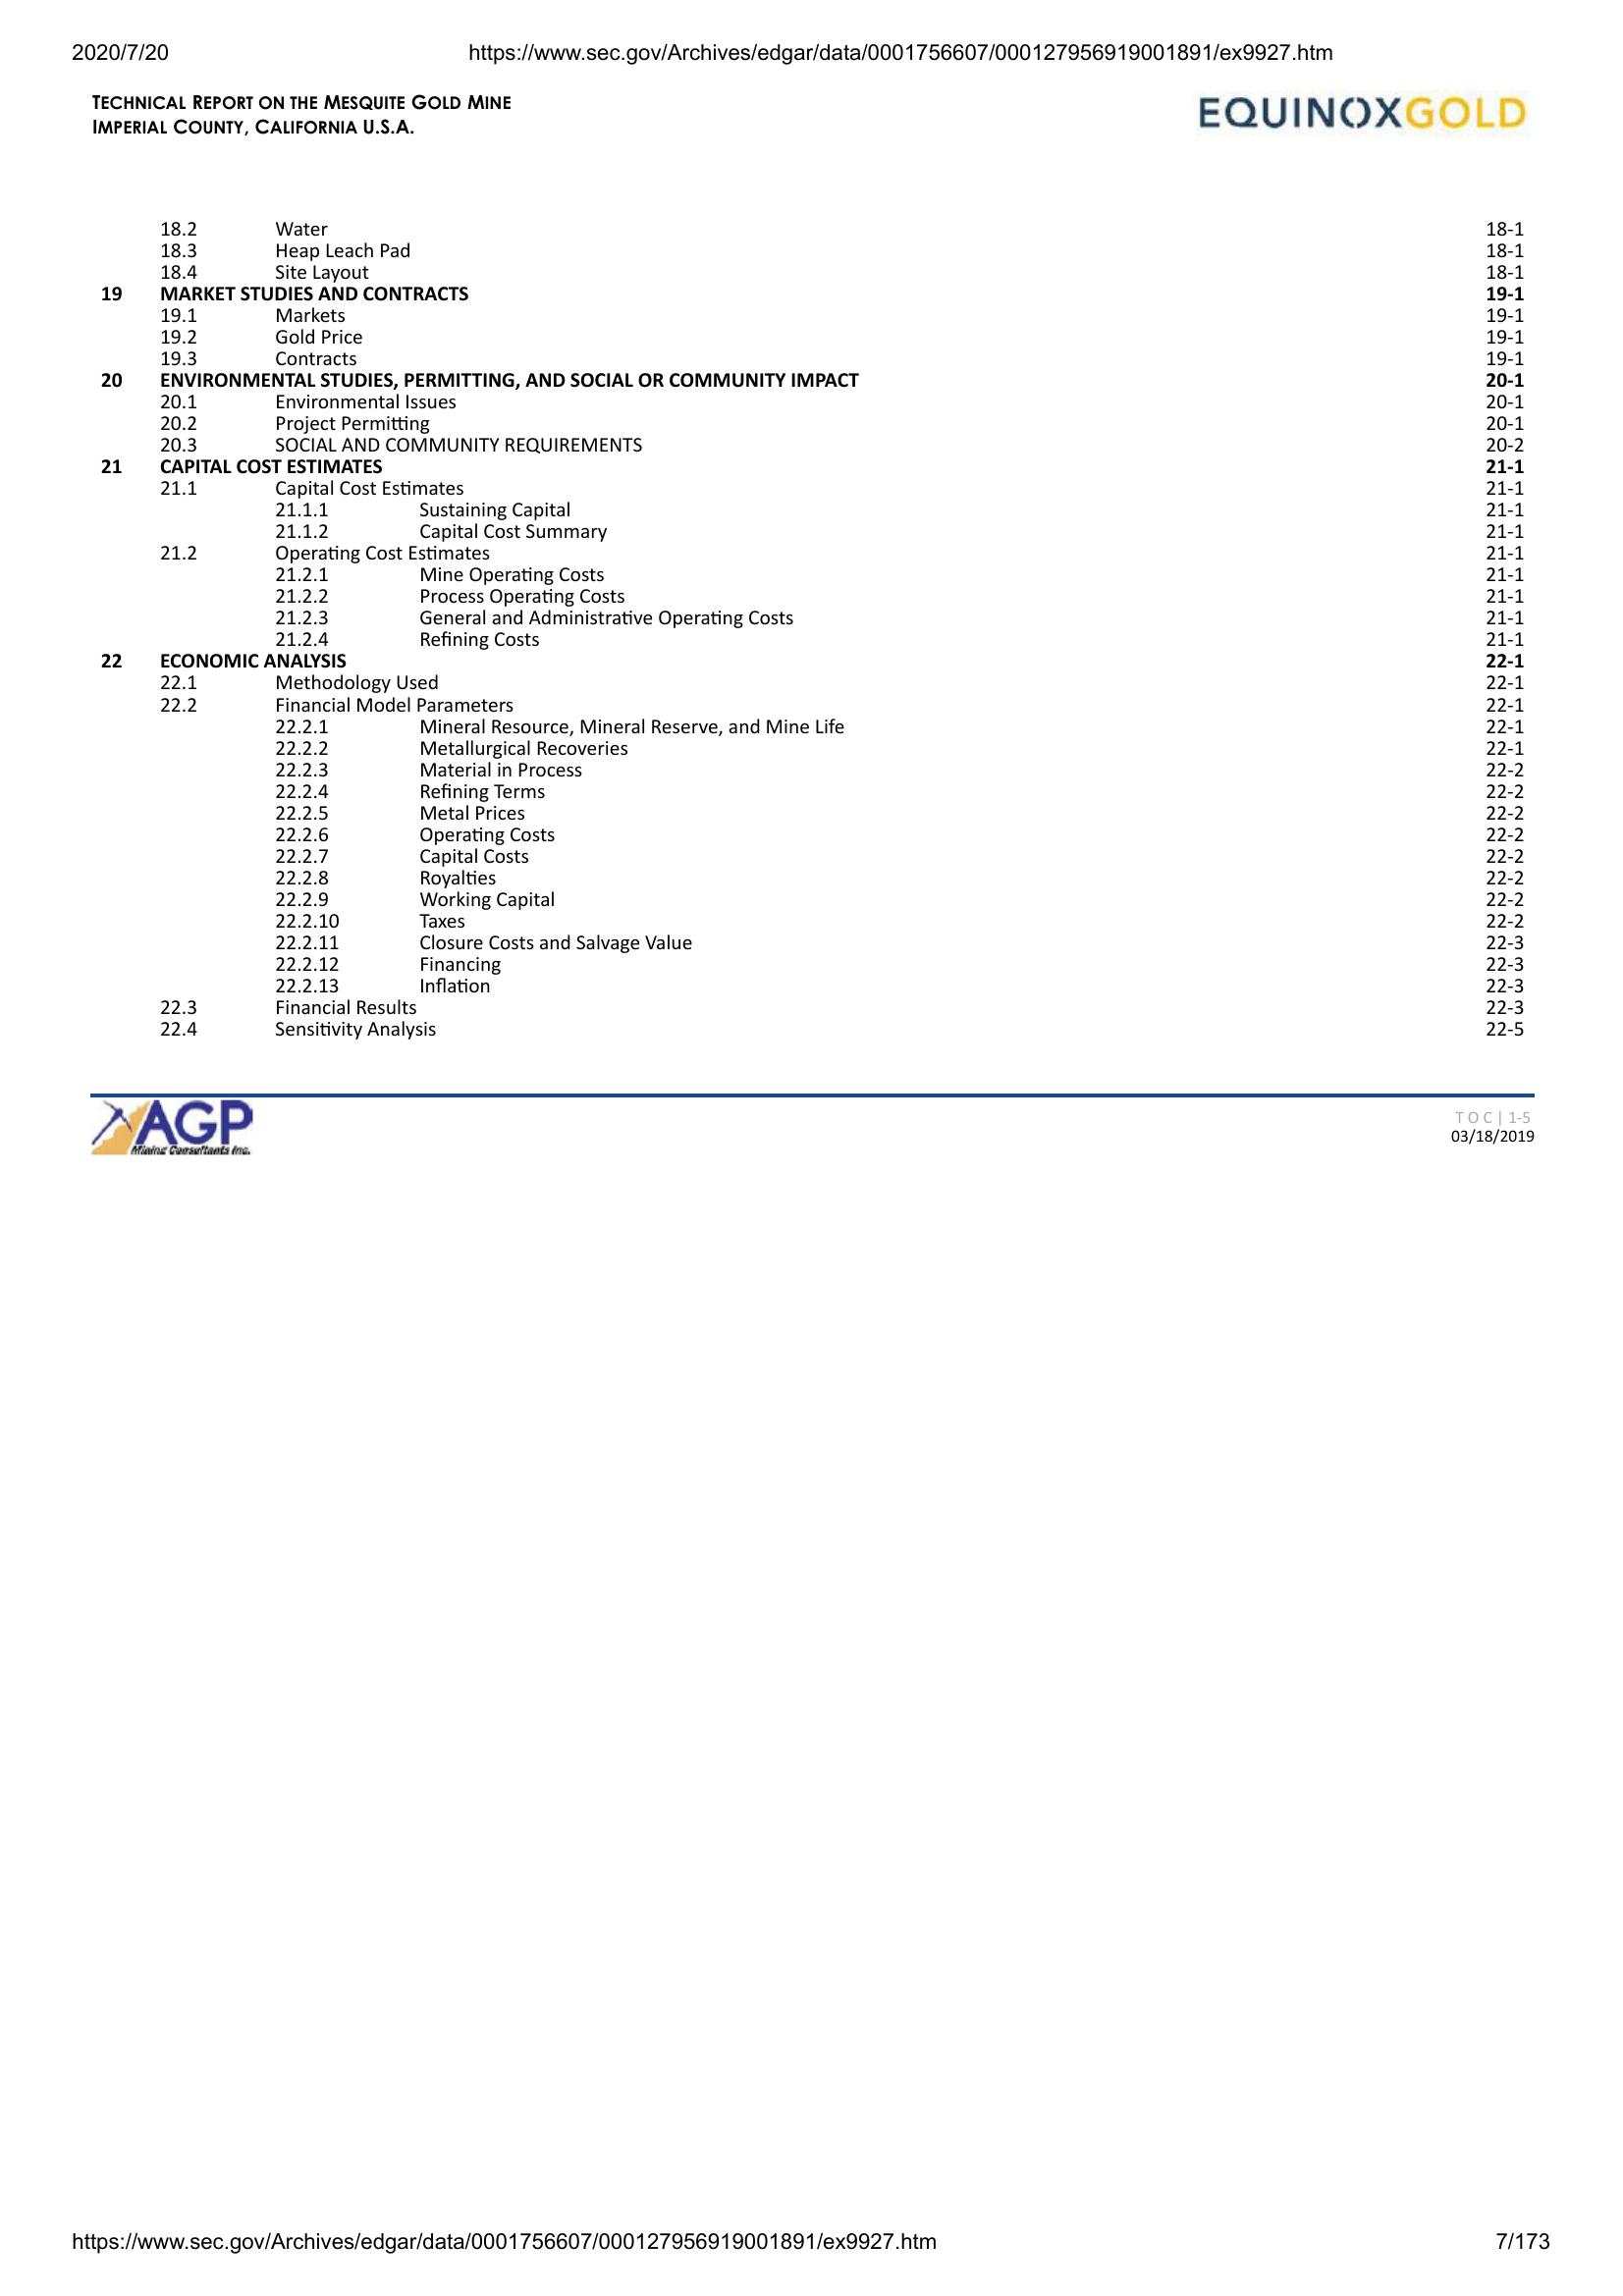 2020/7/20 https://www.sec.gov/Archives/edgar/data/0001756607/000127956919001891/ex9927.htm
TECHNICAL REPORT ON THE MESQUITE GOLD MINE
IMPERIAL COUNTY, CALIFORNIA U.S.A.
EQUINOXGOLD
18.2 Water 18-1
18.3 Heap Leach Pad 18-1
18.4 Site Layout 18-1
19 MARKET STUDIES AND CONTRACTS 19-1
19.1 Markets 19-1
19.2 Gold Price 19-1
19.3 Contracts 19-1
20 ENVIRONMENTAL STUDIES, PERMITTING, AND SOCIAL OR COMMUNITY IMPACT 20-1
20.1 Environmental Issues 20-1
20.2 Project Permitting 20-1
20.3 SOCIAL AND COMMUNITY REQUIREMENTS 20-2
21 CAPITAL COST ESTIMATES 21-1
21.1 Capital Cost Estimates 21-1
21.1.1 Sustaining Capital 21-1
21.1.2 Capital Cost Summary 21-1
21.2 Operating Cost Estimates 21-1
21.2.1 Mine Operating Costs 21-1
21.2.2 Process Operating Costs 21-1
21.2.3 General and Administrative Operating Costs 21-1
21.2.4 Refining Costs 21-1
22 ECONOMIC ANALYSIS 22-1
22.1 Methodology Used 22-1
22.2 Financial Model Parameters 22-1
22.2.1 Mineral Resource, Mineral Reserve, and Mine Life 22-1
22.2.2 Metallurgical Recoveries 22-1
22.2.3 Material in Process 22-2
22.2.4 Refining Terms 22-2
22.2.5 Metal Prices 22-2
22.2.6 Operating Costs 22-2
22.2.7 Capital Costs 22-2
22.2.8 Royalties 22-2
22.2.9 Working Capital 22-2
22.2.10 Taxes 22-2
22.2.11 Closure Costs and Salvage Value 22-3
22.2.12 Financing 22-3
22.2.13 Inflation 22-3
22.3 Financial Results 22-3
22.4 Sensitivity Analysis 22-5
AGP
Mining Consultants Inc.
T O C | 1-5
03/18/2019
https://www.sec.gov/Archives/edgar/data/0001756607/000127956919001891/ex9927.htm 7/173